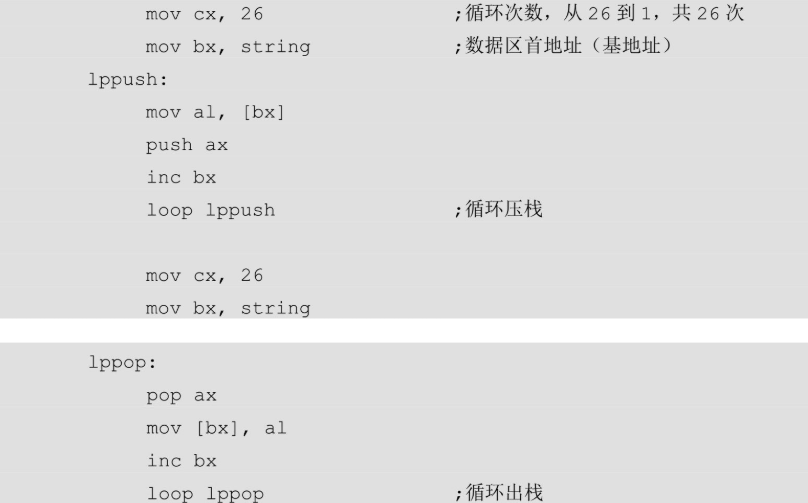 mov cx, 26 ;循环次数，从 26 到 1，共 26 次
mov bx, string ;数据区首地址（基地址）
lppush:
mov al, [bx]
push ax
inc bx
loop lppush ;循环压栈
mov cx, 26
mov bx, string
lppop:
pop ax
mov [bx], al
inc bx
loop lppop ;循环出栈